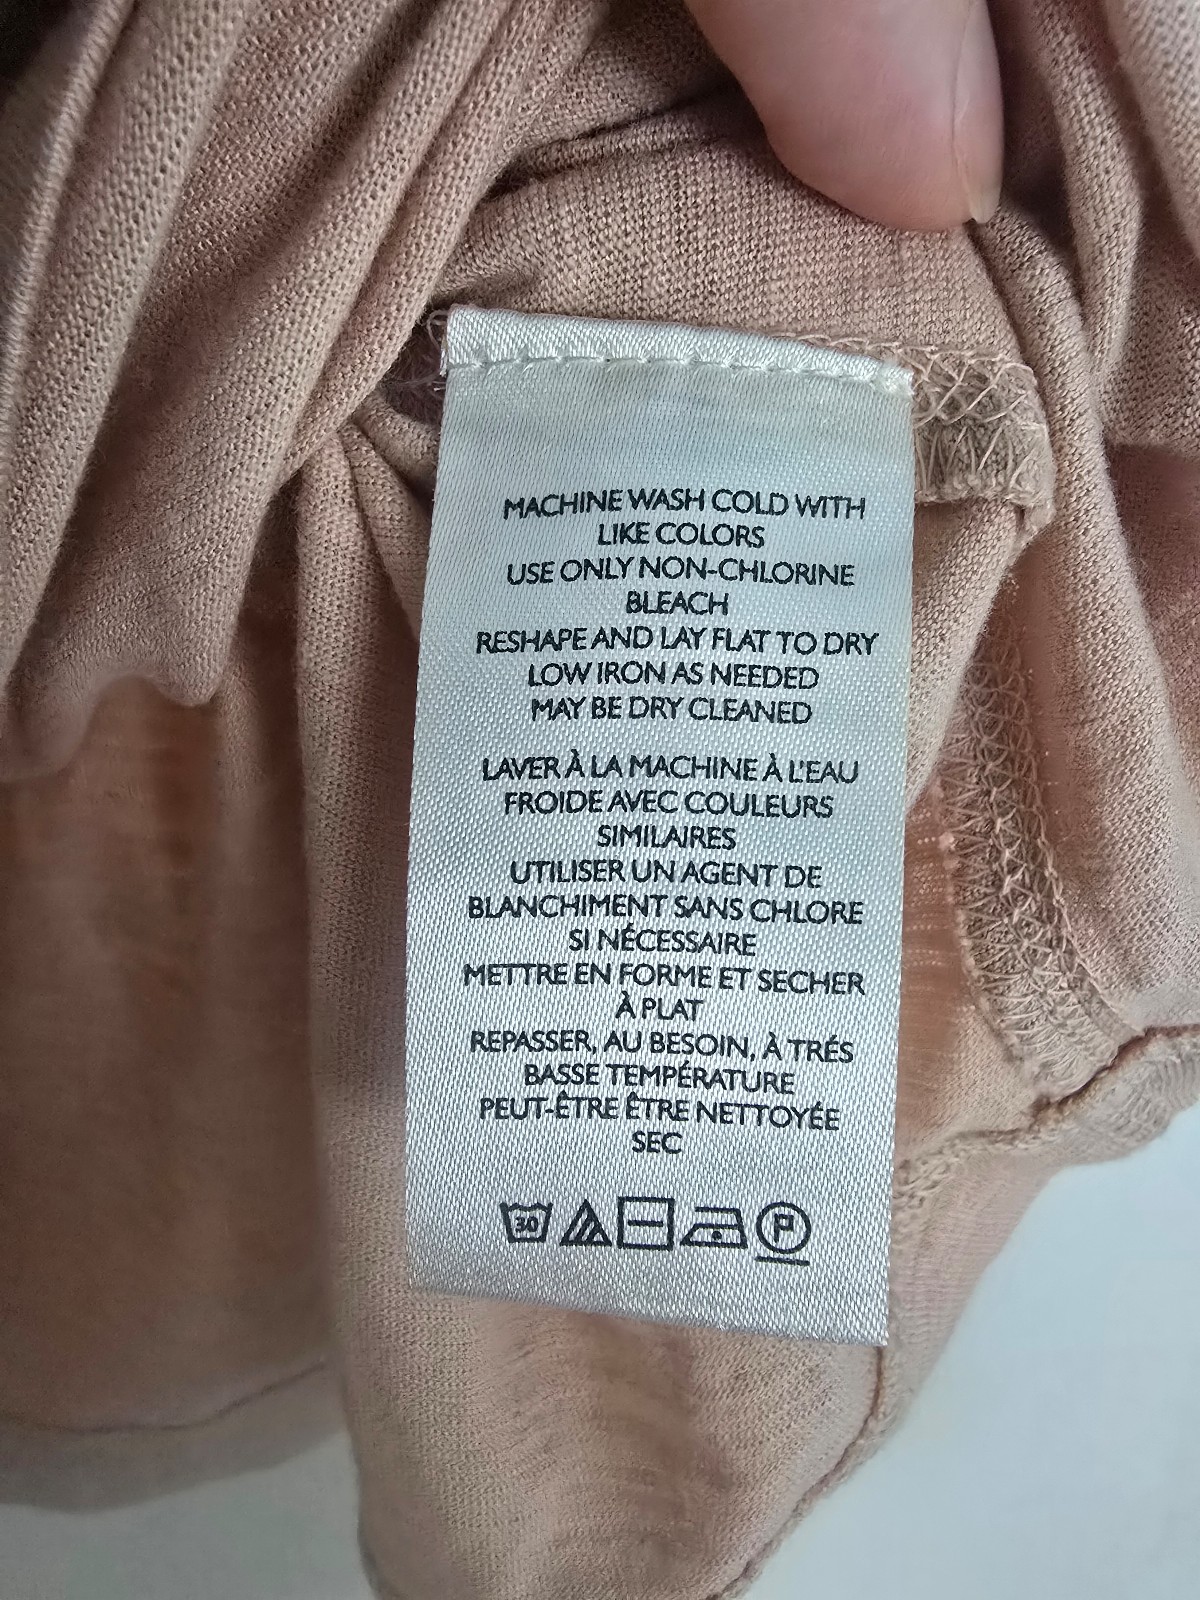 MACHINE WASH COLD WITH
LIKE COLORS
USE ONLY NON-CHLORINE
BLEACH
RESHAPE AND LAY FLAT TO DRY
LOW IRON AS NEEDED
MAY BE DRY CLEANED
LAVER À LA MACHINE À L'EAU
FROIDE AVEC COULEURS
SIMILAIRES
UTILISER UN AGENT DE
BLANCHIMENT SANS CHLORE
SI NÉCESSAIRE
METTRE EN FORME ET SECHER
À PLAT
REPASSER, AU BESOIN, À TRÉS
BASSE TEMPÉRATURE
PEUT-ÊTRE ÊTRE NETTOYÉE
SEC
30 P